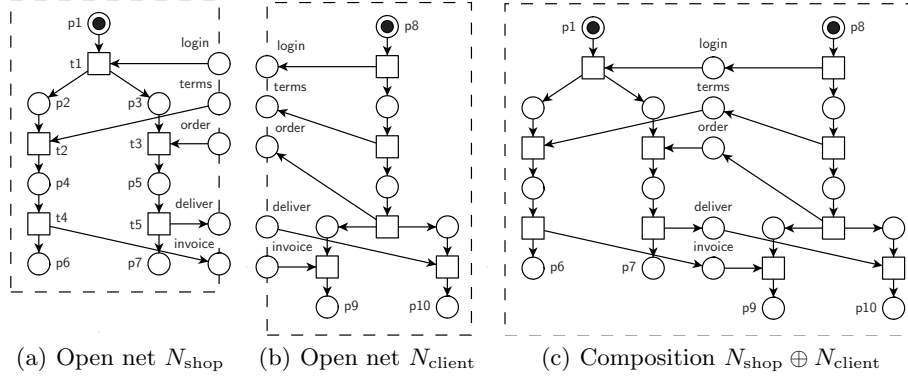 p1
login
t1
terms
p2
p3
order
t2
t3
p4
p5
deliver
t4
t5
invoice
p6
p7
(a) Open net N_shop
p8
login
terms
order
deliver
invoice
p9
p10
(b) Open net N_client
p1
p8
login
terms
order
deliver
invoice
p6
p7
p9
p10
(c) Composition N_shop ⊕ N_client